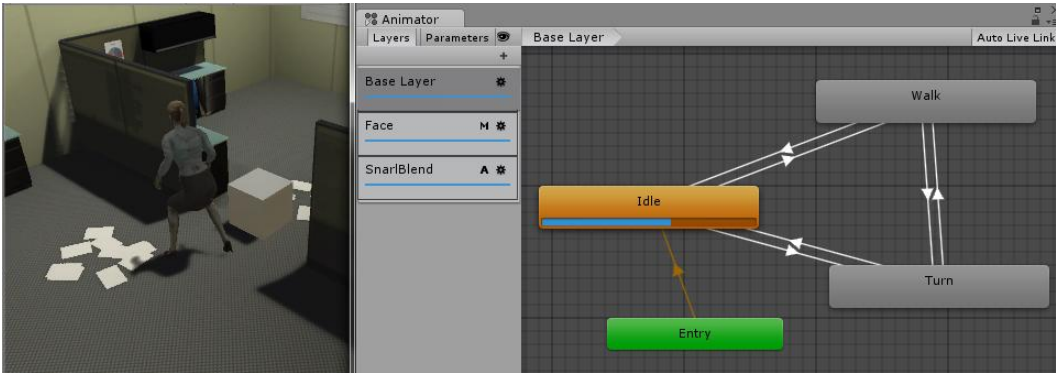 Animator
Layers Parameters
Base Layer
Auto Live Link
+
Base Layer
Face M
SnarlBlend A
Walk
Idle
Turn
Entry